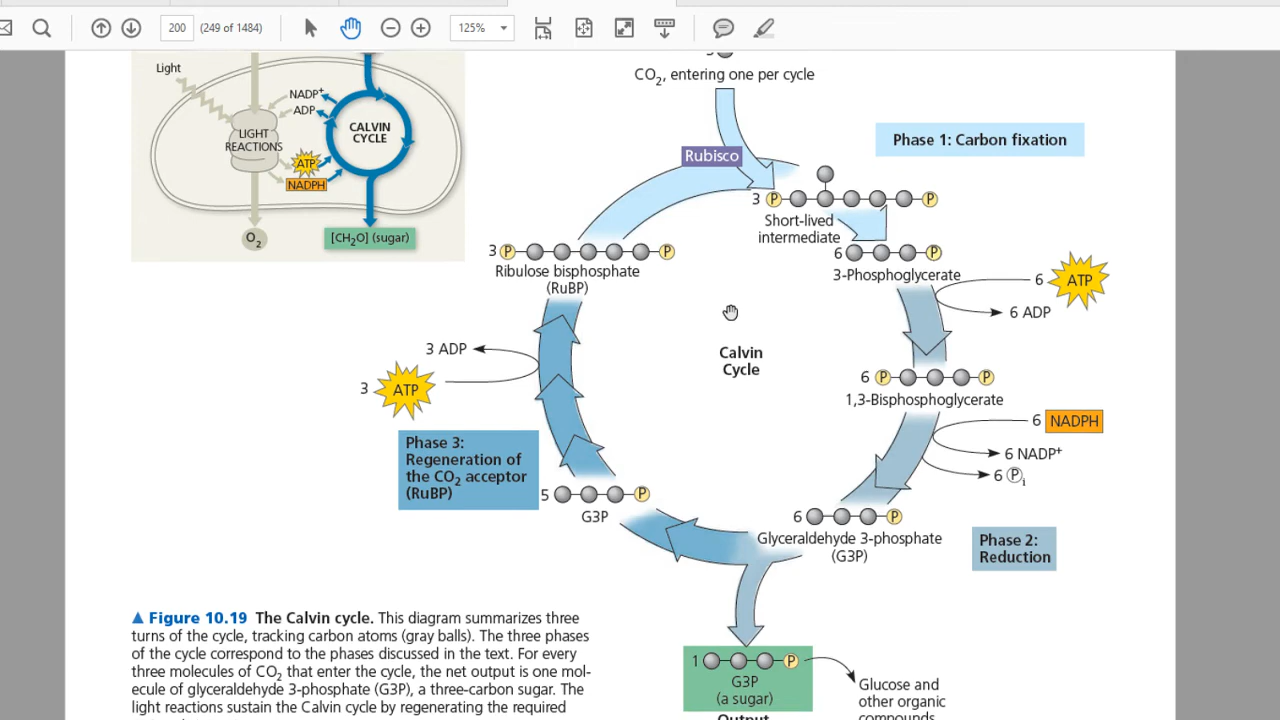 200
(249 of 1484)
125%
Light
NADP+
ADP
LIGHT
REACTIONS
CALVIN
CYCLE
ATP
NADPH
O2
[CH2O] (sugar)
CO2, entering one per cycle
Phase 1: Carbon fixation
Rubisco
3 P P
Short-lived
intermediate
3 P P
Ribulose bisphosphate
(RuBP)
6 P
3-Phosphoglycerate
6 ATP
6 ADP
Calvin
Cycle
3 ADP
3 ATP
6 P P
1,3-Bisphosphoglycerate
6 NADPH
6 NADP+
6 Pi
Phase 3:
Regeneration of
the CO2 acceptor
(RuBP)
5 P
G3P
6 P
Glyceraldehyde 3-phosphate
(G3P)
Phase 2:
Reduction
▲ Figure 10.19 The Calvin cycle. This diagram summarizes three
turns of the cycle, tracking carbon atoms (gray balls). The three phases
of the cycle correspond to the phases discussed in the text. For every
three molecules of CO2 that enter the cycle, the net output is one mol-
ecule of glyceraldehyde 3-phosphate (G3P), a three-carbon sugar. The
light reactions sustain the Calvin cycle by regenerating the required
1 P
G3P
(a sugar)
Output
Glucose and
other organic
compounds